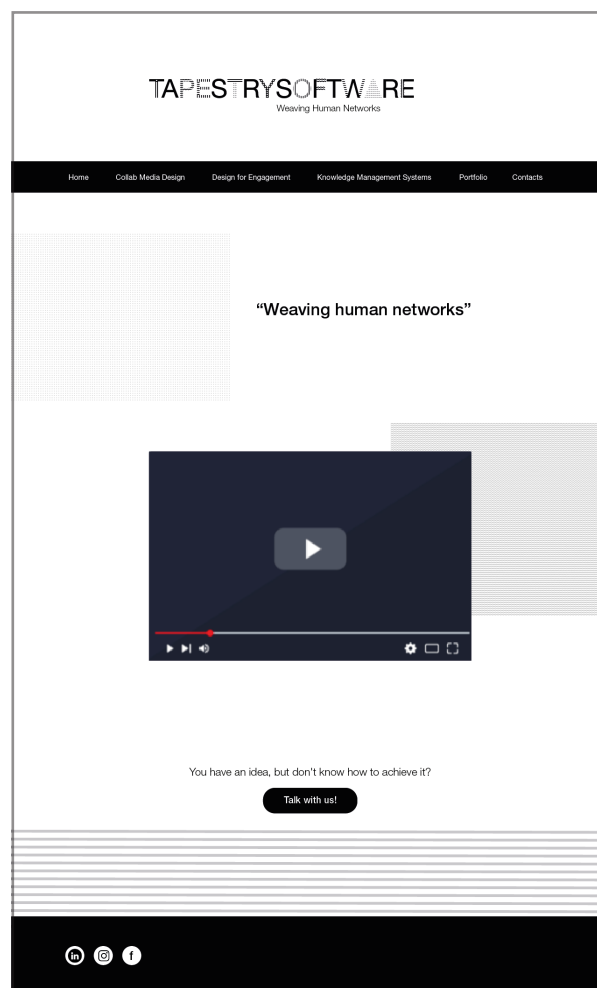 TAPESTRYSOFTWARE
Weaving Human Networks
Home Collab Media Design Design for Engagement Knowledge Management Systems Portfolio Contacts
“Weaving human networks”
You have an idea, but don't know how to achieve it?
Talk with us!
in f